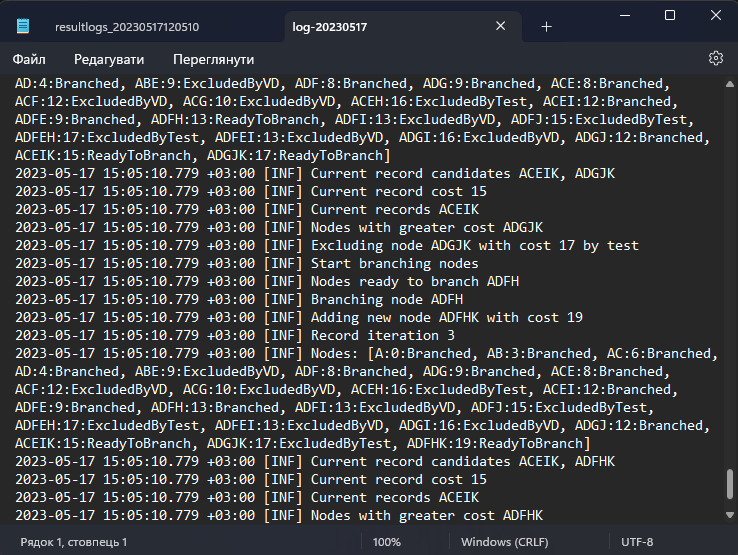 resultlogs_20230517120510
log-20230517
Файл Редагувати Переглянути
AD:4:Branched, ABE:9:ExcludedByVD, ADF:8:Branched, ADG:9:Branched, ACE:8:Branched,
ACF:12:ExcludedByVD, ACG:10:ExcludedByVD, ACEH:16:ExcludedByTest, ACEI:12:Branched,
ADFE:9:Branched, ADFH:13:ReadyToBranch, ADFI:13:ExcludedByVD, ADFJ:15:ExcludedByTest,
ADFEH:17:ExcludedByTest, ADFEI:13:ExcludedByVD, ADGI:16:ExcludedByVD, ADGJ:12:Branched,
ACEIK:15:ReadyToBranch, ADGJK:17:ReadyToBranch]
2023-05-17 15:05:10.779 +03:00 [INF] Current record candidates ACEIK, ADGJK
2023-05-17 15:05:10.779 +03:00 [INF] Current record cost 15
2023-05-17 15:05:10.779 +03:00 [INF] Current records ACEIK
2023-05-17 15:05:10.779 +03:00 [INF] Nodes with greater cost ADGJK
2023-05-17 15:05:10.779 +03:00 [INF] Excluding node ADGJK with cost 17 by test
2023-05-17 15:05:10.779 +03:00 [INF] Start branching nodes
2023-05-17 15:05:10.779 +03:00 [INF] Nodes ready to branch ADFH
2023-05-17 15:05:10.779 +03:00 [INF] Branching node ADFH
2023-05-17 15:05:10.779 +03:00 [INF] Adding new node ADFHK with cost 19
2023-05-17 15:05:10.779 +03:00 [INF] Record iteration 3
2023-05-17 15:05:10.779 +03:00 [INF] Nodes: [A:0:Branched, AB:3:Branched, AC:6:Branched,
AD:4:Branched, ABE:9:ExcludedByVD, ADF:8:Branched, ADG:9:Branched, ACE:8:Branched,
ACF:12:ExcludedByVD, ACG:10:ExcludedByVD, ACEH:16:ExcludedByTest, ACEI:12:Branched,
ADFE:9:Branched, ADFH:13:Branched, ADFI:13:ExcludedByVD, ADFJ:15:ExcludedByTest,
ADFEH:17:ExcludedByTest, ADFEI:13:ExcludedByVD, ADGI:16:ExcludedByVD, ADGJ:12:Branched,
ACEIK:15:ReadyToBranch, ADGJK:17:ExcludedByTest, ADFHK:19:ReadyToBranch]
2023-05-17 15:05:10.779 +03:00 [INF] Current record candidates ACEIK, ADFHK
2023-05-17 15:05:10.779 +03:00 [INF] Current record cost 15
2023-05-17 15:05:10.779 +03:00 [INF] Current records ACEIK
2023-05-17 15:05:10.779 +03:00 [INF] Nodes with greater cost ADFHK
Рядок 1, стовпець 1 100% Windows (CRLF) UTF-8